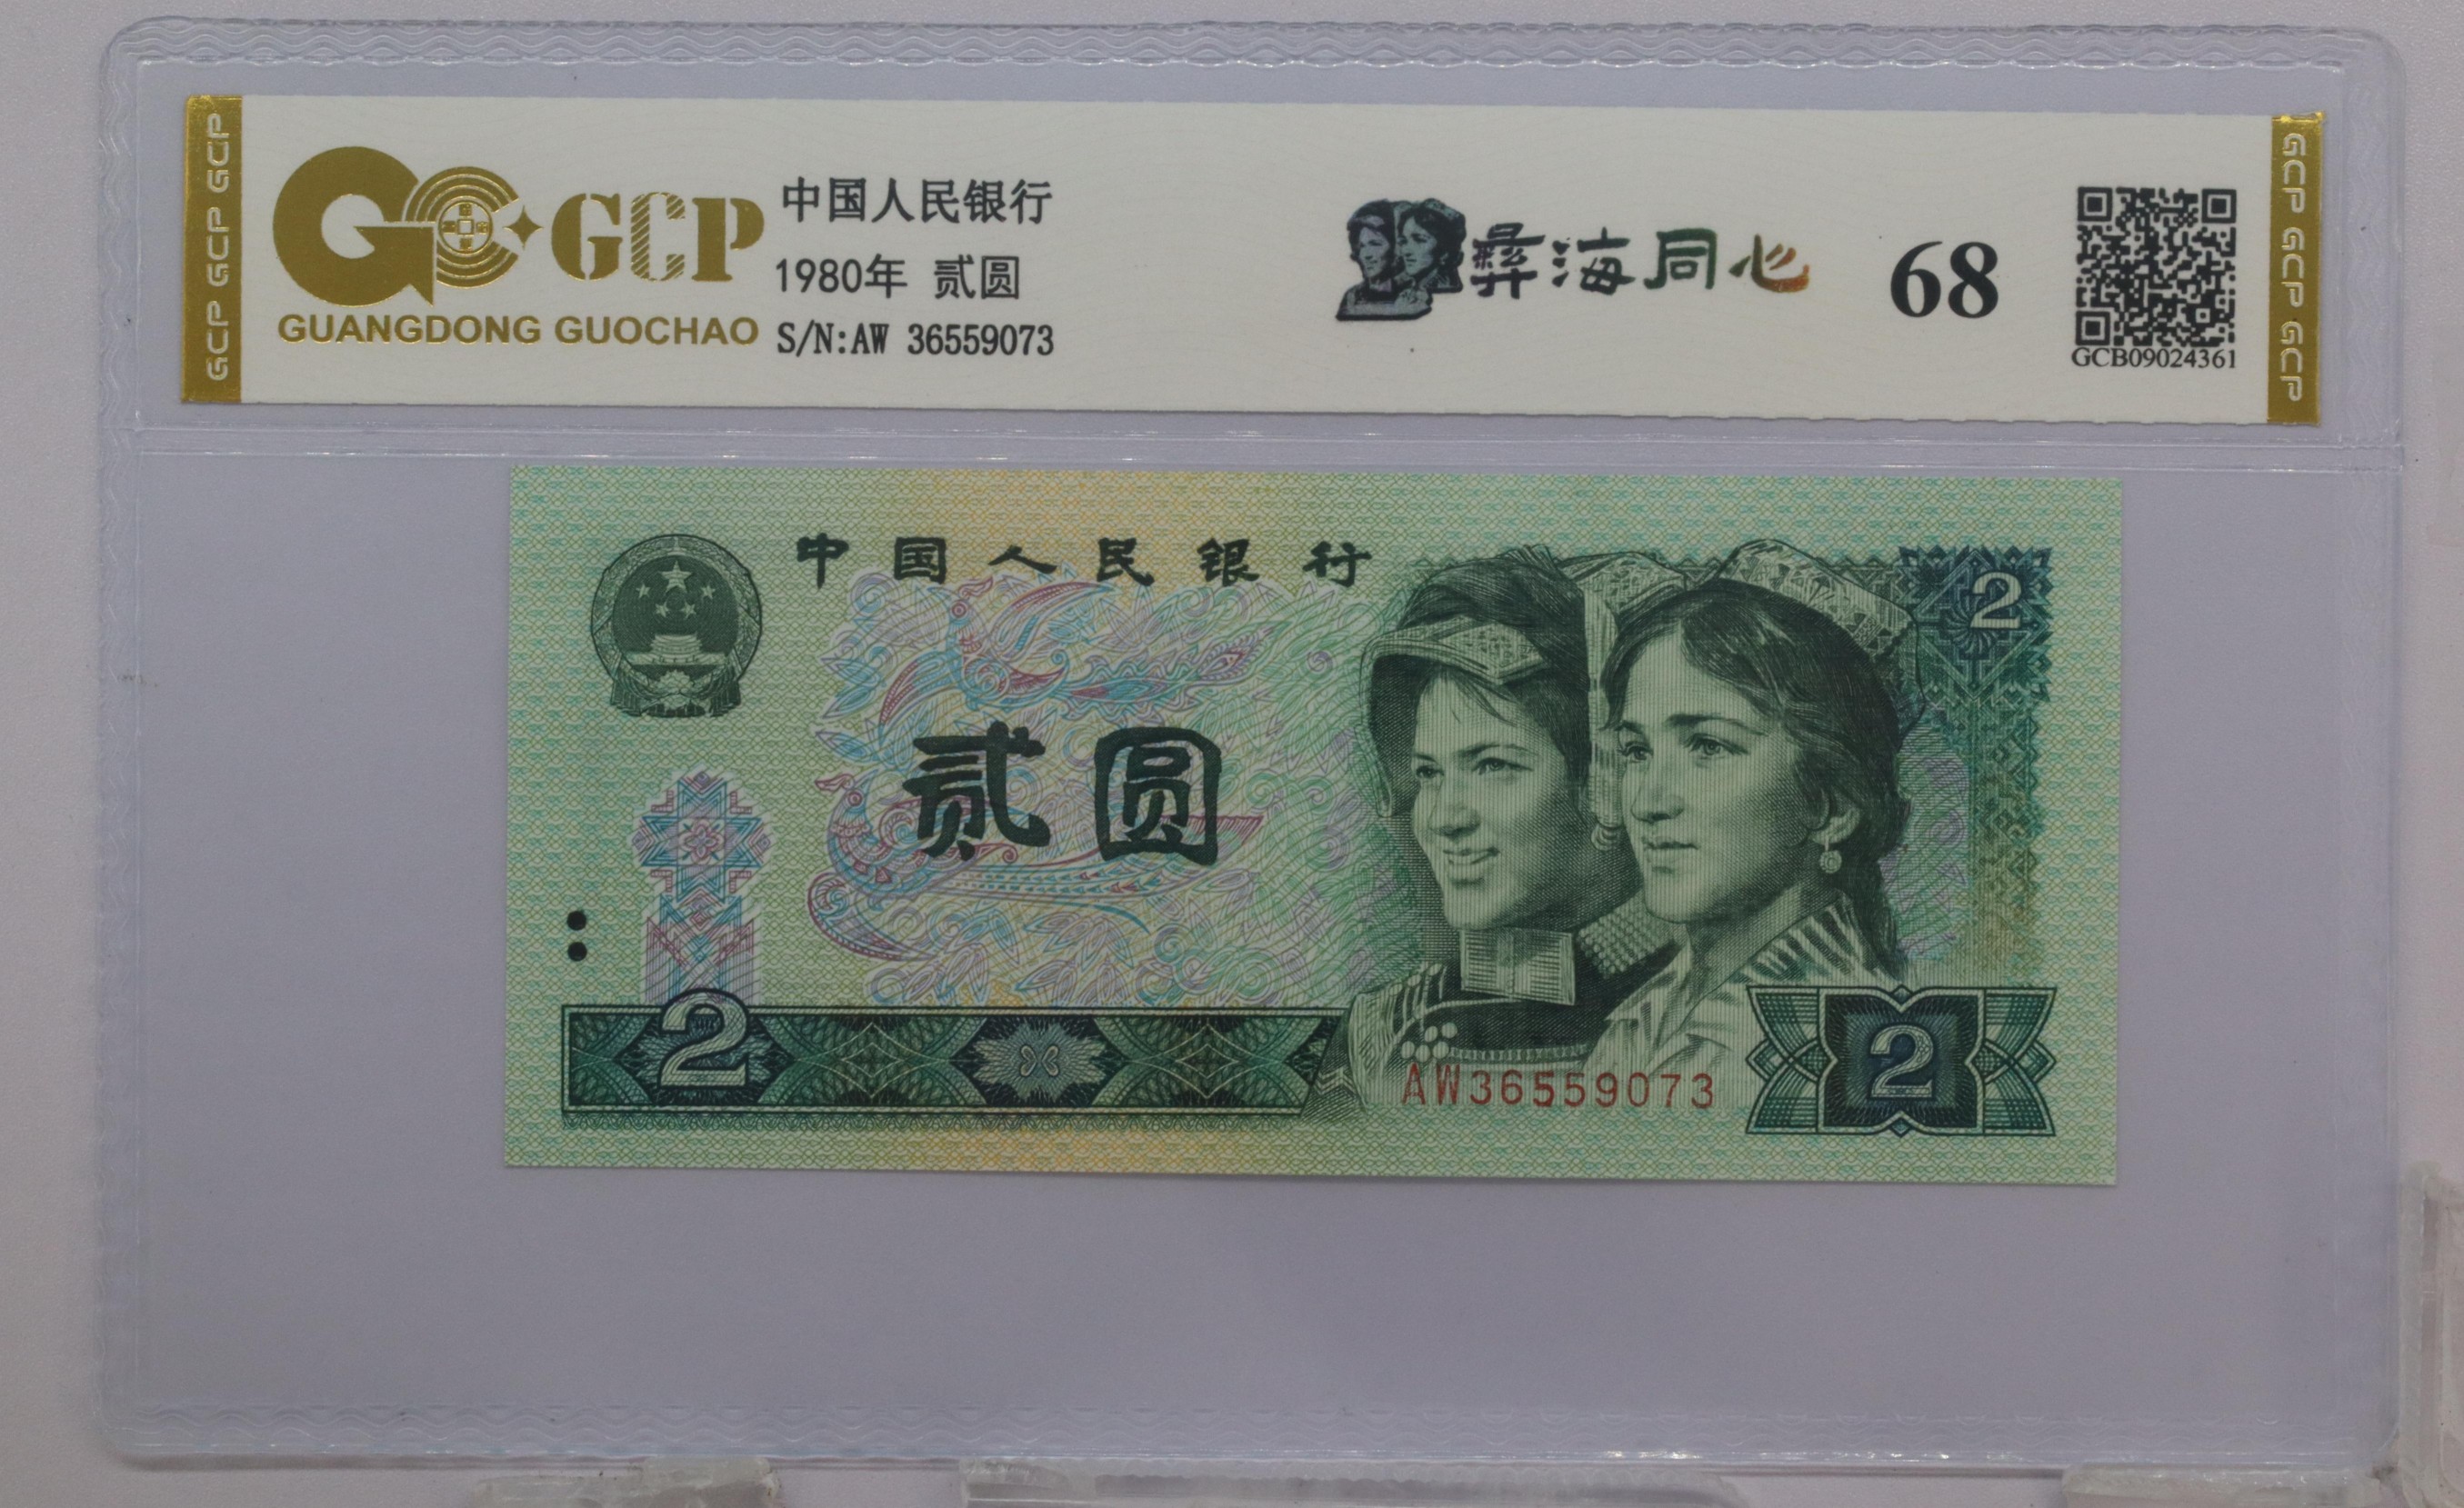 GCP GCP GCP
GCP
GUANGDONG GUOCHAO
中国人民银行
1980年 贰圆
S/N:AW 36559073
彝海同心
68
GCB09024361
GCP GCP GCP
中国人民银行
2
贰圆
2
AW36559073
2